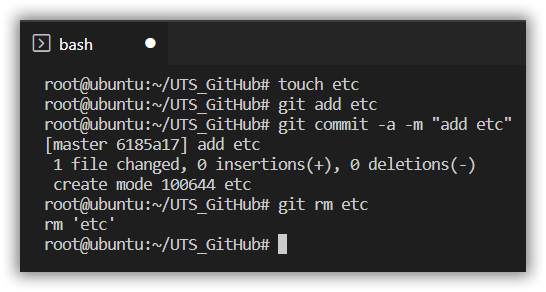 bash
root@ubuntu:~/UTS_GitHub# touch etc
root@ubuntu:~/UTS_GitHub# git add etc
root@ubuntu:~/UTS_GitHub# git commit -a -m "add etc"
[master 6185a17] add etc
 1 file changed, 0 insertions(+), 0 deletions(-)
 create mode 100644 etc
root@ubuntu:~/UTS_GitHub# git rm etc
rm 'etc'
root@ubuntu:~/UTS_GitHub#